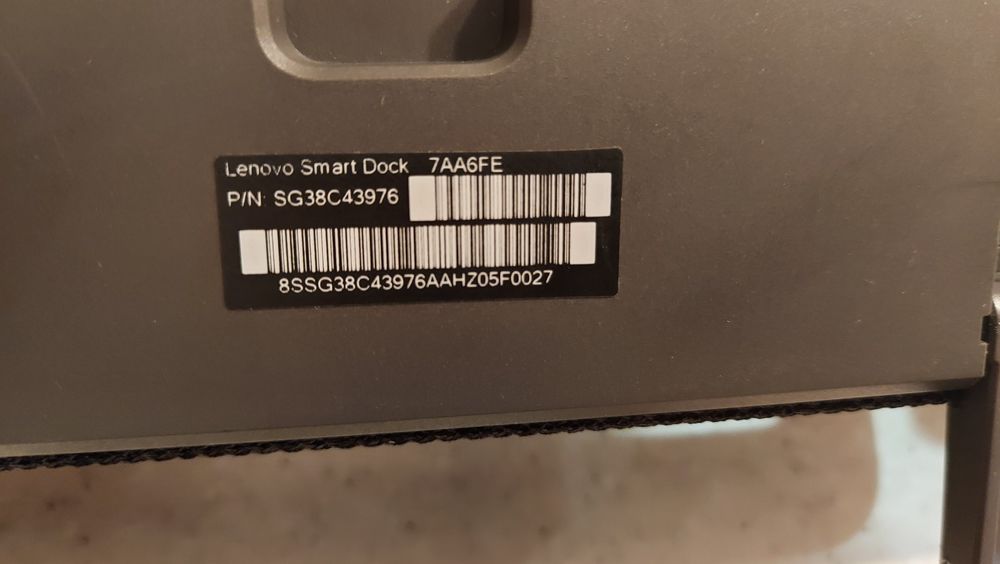 Lenovo Smart Dock 7AA6FE
P/N: SG38C43976
8SSG38C43976AAHZ05F0027